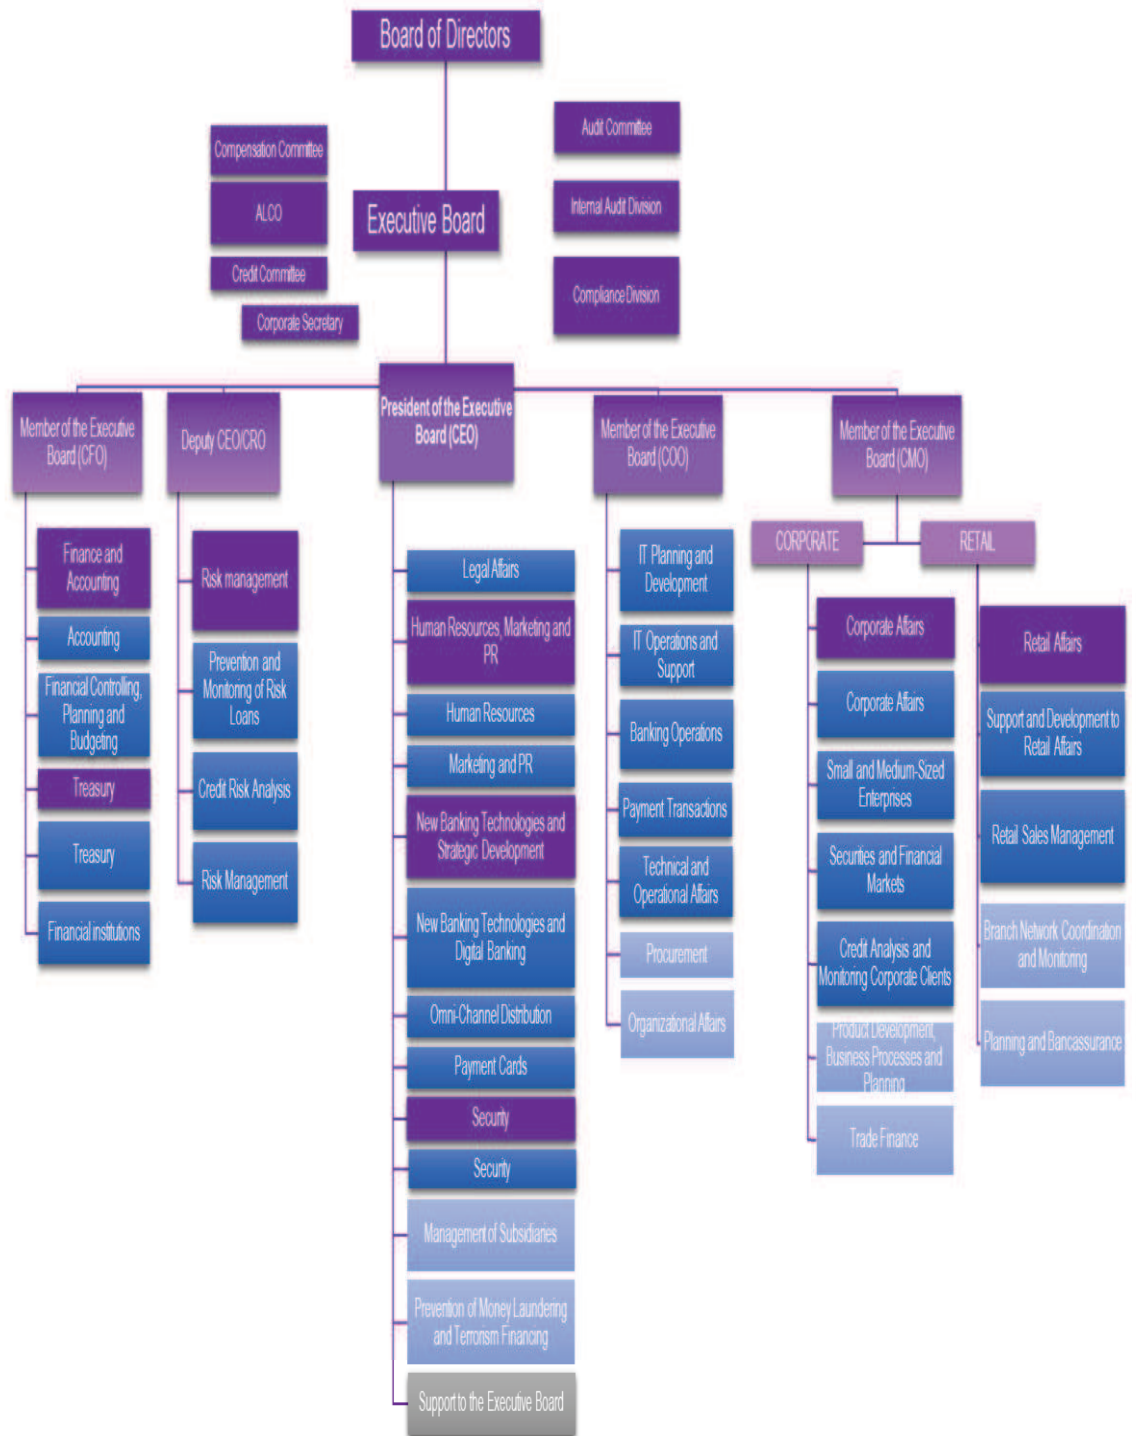 Board of Directors
Compensation Committee
ALCO
Credit Committee
Corporate Secretary
Executive Board
Audit Committee
Internal Audit Division
Compliance Division
Member of the Executive
Board (CFO)
Deputy CEO/CRO
President of the Executive
Board (CEO)
Member of the Executive
Board (COO)
Member of the Executive
Board (CMO)
Finance and
Accounting
Accounting
Financial Controlling,
Planning and
Budgeting
Treasury
Treasury
Financial institutions
Risk management
Prevention and
Monitoring of Risk
Loans
Credit Risk Analysis
Risk Management
Legal Affairs
Human Resources, Marketing and
PR
Human Resources
Marketing and PR
New Banking Technologies and
Strategic Development
New Banking Technologies and
Digital Banking
Omni-Channel Distribution
Payment Cards
Security
Security
Management of Subsidiaries
Prevention of Money Laundering
and Terrorism Financing
Support to the Executive Board
IT Planning and
Development
IT Operations and
Support
Banking Operations
Payment Transactions
Technical and
Operational Affairs
Procurement
Organizational Affairs
CORPORATE
RETAIL
Corporate Affairs
Corporate Affairs
Small and Medium-Sized
Enterprises
Securities and Financial
Markets
Credit Analysis and
Monitoring Corporate Clients
Product Development,
Business Processes and
Planning
Trade Finance
Retail Affairs
Support and Development to
Retail Affairs
Retail Sales Management
Branch Network Coordination
and Monitoring
Planning and Bancassurance